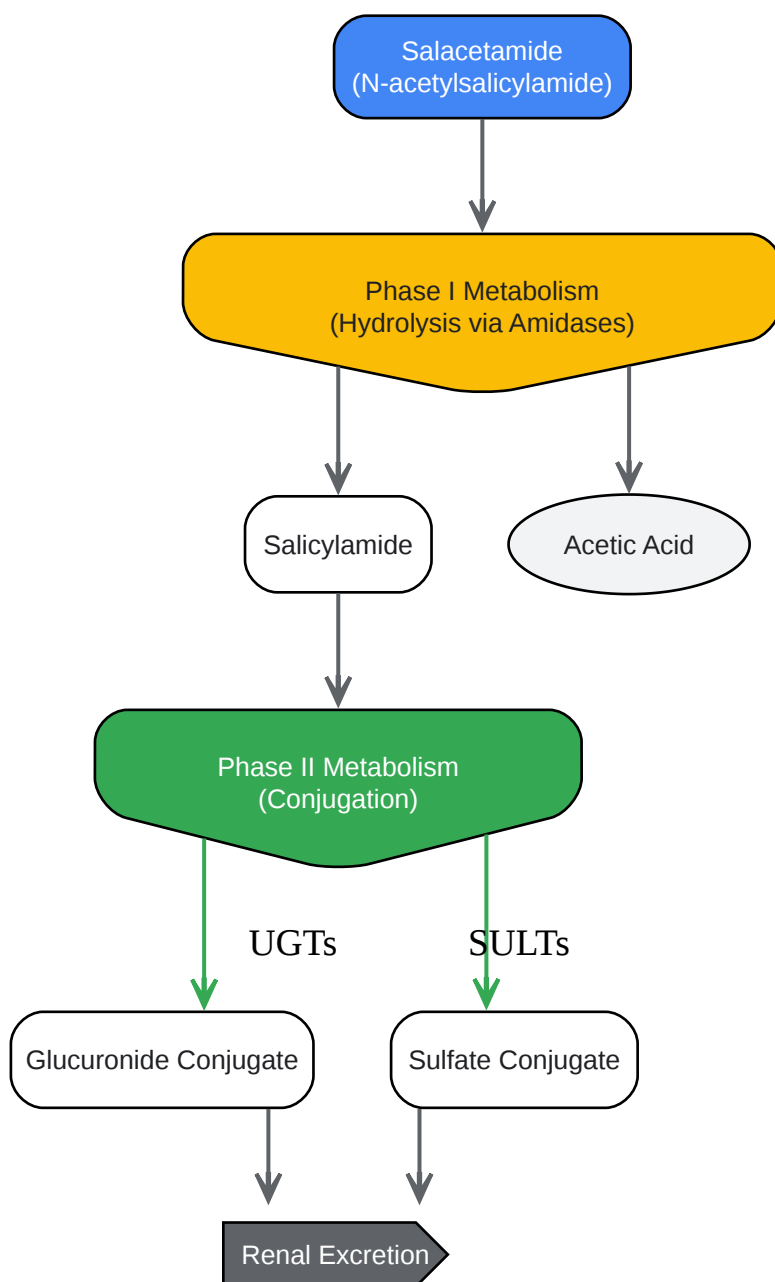 Salacetamide
(N-acetylsalicylamide)
Phase I Metabolism
(Hydrolysis via Amidases)
Salicylamide
Acetic Acid
Phase II Metabolism
(Conjugation)
UGTs
SULTs
Glucuronide Conjugate
Sulfate Conjugate
Renal Excretion